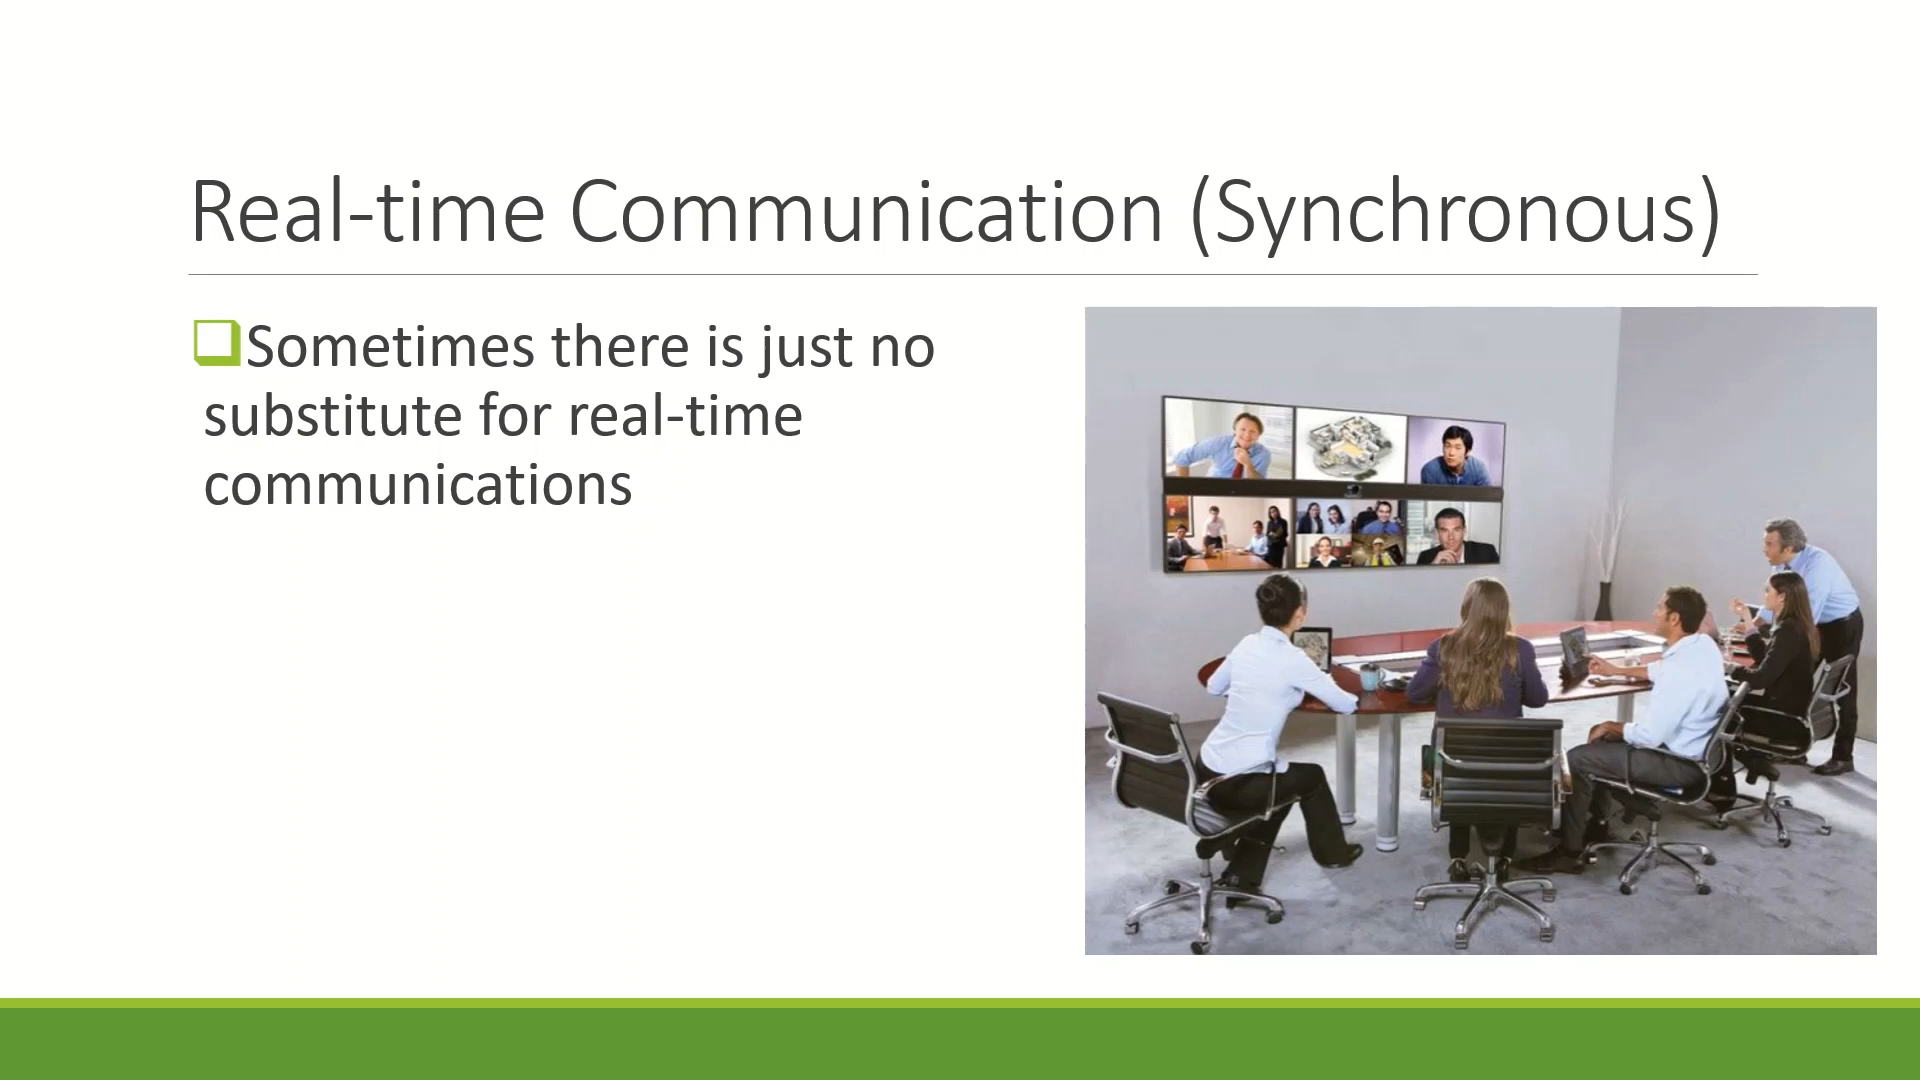 Real-time Communication (Synchronous)
Sometimes there is just no
substitute for real-time
communications